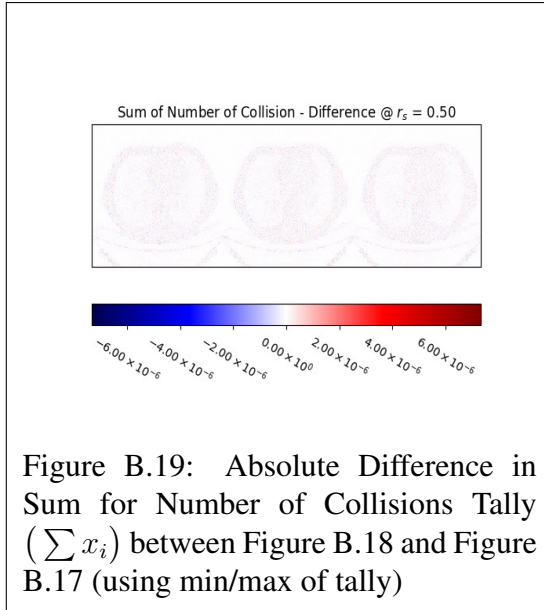 Sum of Number of Collision - Difference @ r_s = 0.50
−6.00 × 10⁻⁶
−4.00 × 10⁻⁶
−2.00 × 10⁻⁶
0.00 × 10⁰
2.00 × 10⁻⁶
4.00 × 10⁻⁶
6.00 × 10⁻⁶
Figure B.19: Absolute Difference in
Sum for Number of Collisions Tally
(∑ x_i) between Figure B.18 and Figure
B.17 (using min/max of tally)